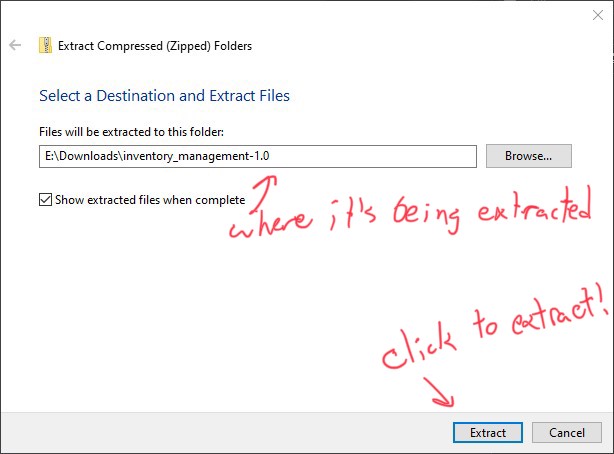 Extract Compressed (Zipped) Folders
Select a Destination and Extract Files
Files will be extracted to this folder:
E:\Downloads\inventory_management-1.0
Browse...
Show extracted files when complete
where it's being extracted
click to extract!
Extract
Cancel